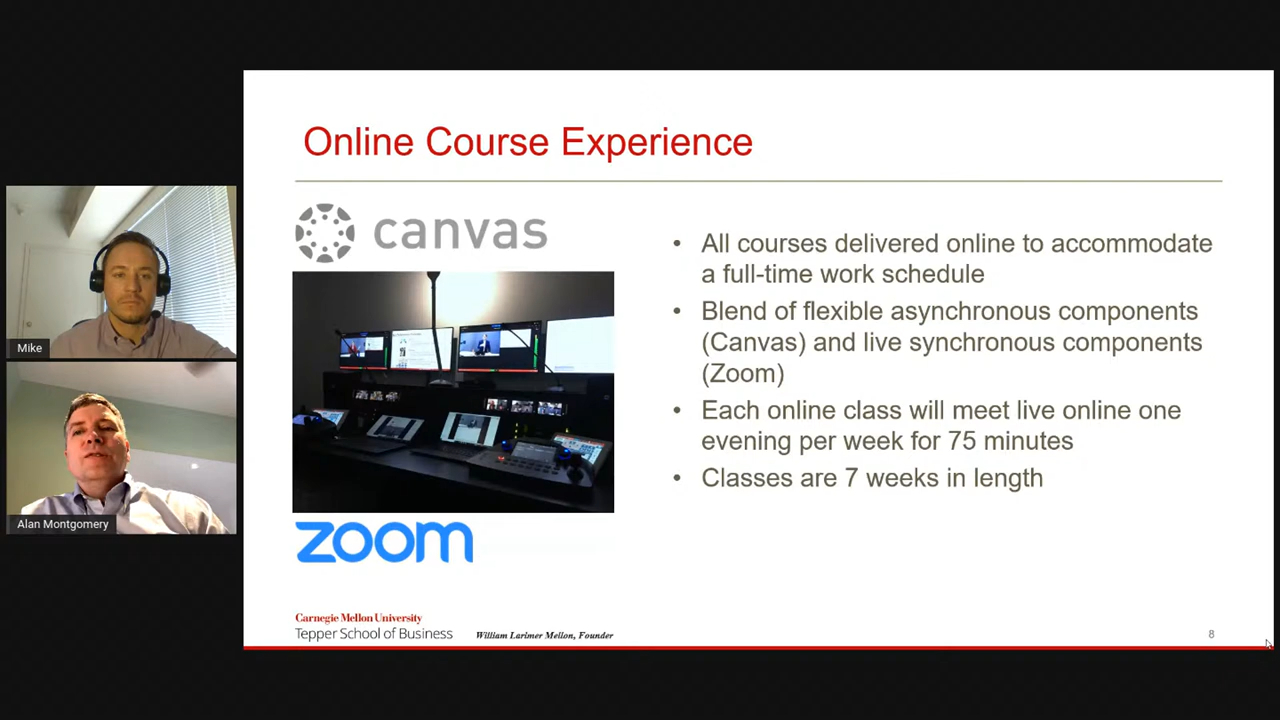 Online Course Experience
canvas
All courses delivered online to accommodate
a full-time work schedule
Blend of flexible asynchronous components
(Canvas) and live synchronous components
(Zoom)
Each online class will meet live online one
evening per week for 75 minutes
Classes are 7 weeks in length
zoom
Mike
Alan Montgomery
Carnegie Mellon University
Tepper School of Business
William Larimer Mellon, Founder
8